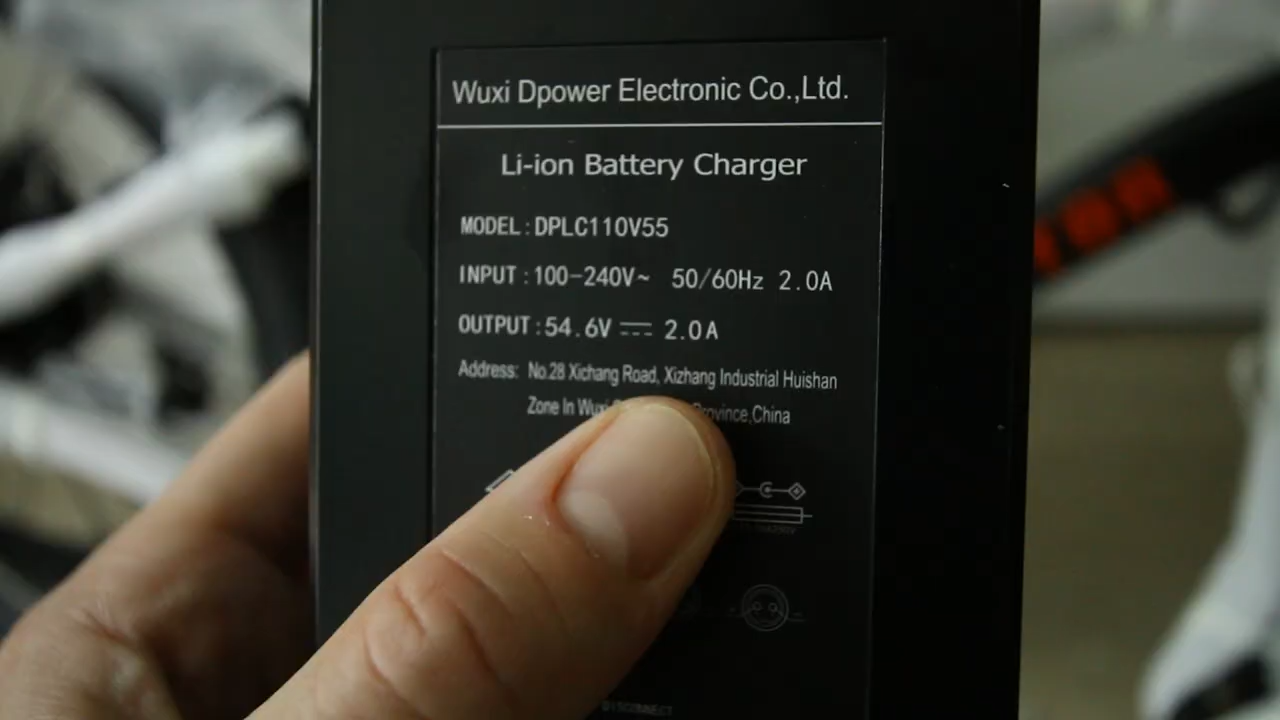 Wuxi Dpower Electronic Co.,Ltd.
Li-ion Battery Charger
MODEL:DPLC110V55
INPUT:100-240V~ 50/60Hz 2.0A
OUTPUT:54.6V⎓2.0A
Address: No.28 Xichang Road, Xizhang Industrial Huishan
Zone In Wuxi Province,China